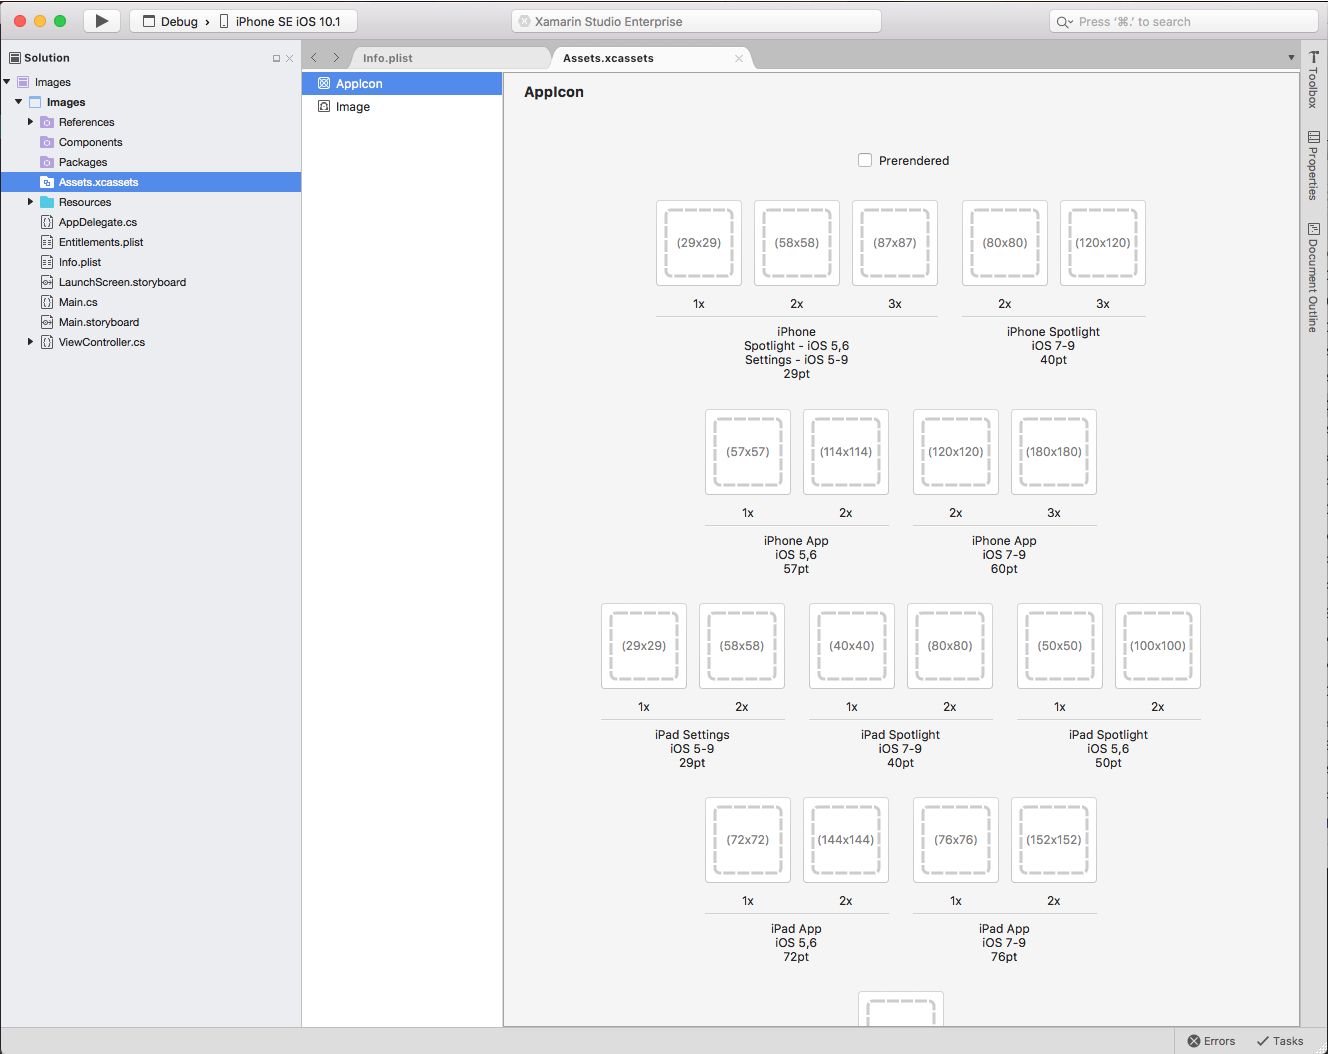 Debug › iPhone SE iOS 10.1
Xamarin Studio Enterprise
Press ‘⌘.’ to search
Solution
Info.plist
Assets.xcassets
Images
Images
References
Components
Packages
Assets.xcassets
Resources
AppDelegate.cs
Entitlements.plist
Info.plist
LaunchScreen.storyboard
Main.cs
Main.storyboard
ViewController.cs
AppIcon
Image
AppIcon
Prerendered
(29x29) (58x58) (87x87) (80x80) (120x120)
1x 2x 3x 2x 3x
iPhone
Spotlight - iOS 5,6
Settings - iOS 5-9
29pt
iPhone Spotlight
iOS 7-9
40pt
(57x57) (114x114) (120x120) (180x180)
1x 2x 2x 3x
iPhone App
iOS 5,6
57pt
iPhone App
iOS 7-9
60pt
(29x29) (58x58) (40x40) (80x80) (50x50) (100x100)
1x 2x 1x 2x 1x 2x
iPad Settings
iOS 5-9
29pt
iPad Spotlight
iOS 7-9
40pt
iPad Spotlight
iOS 5,6
50pt
(72x72) (144x144) (76x76) (152x152)
1x 2x 1x 2x
iPad App
iOS 5,6
72pt
iPad App
iOS 7-9
76pt
Toolbox
Properties
Document Outline
Errors
Tasks